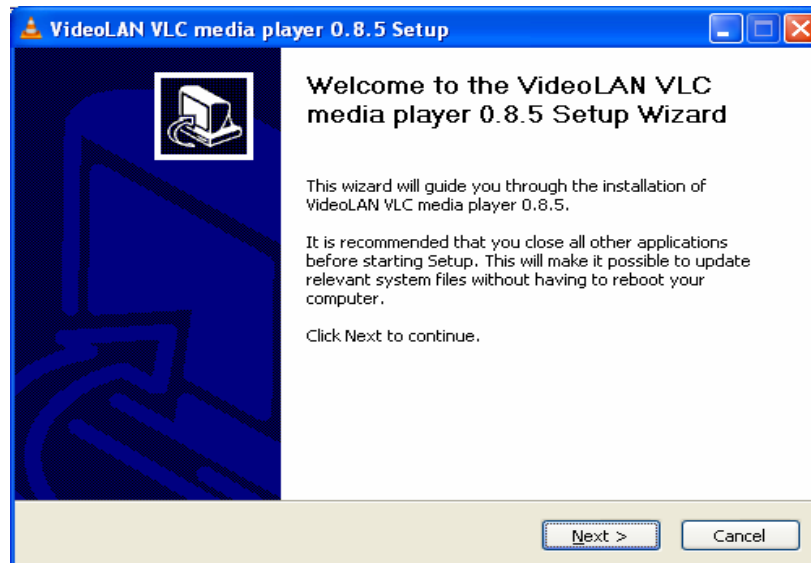 VideoLAN VLC media player 0.8.5 Setup
Welcome to the VideoLAN VLC
media player 0.8.5 Setup Wizard
This wizard will guide you through the installation of
VideoLAN VLC media player 0.8.5.
It is recommended that you close all other applications
before starting Setup. This will make it possible to update
relevant system files without having to reboot your
computer.
Click Next to continue.
Next >
Cancel